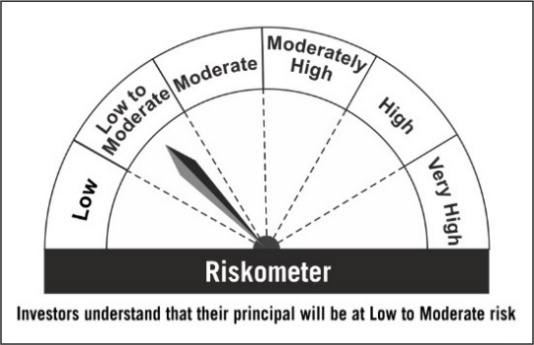 Low
Low to
Moderate
Moderate
Moderately
High
High
Very High
Riskometer
Investors understand that their principal will be at Low to Moderate risk